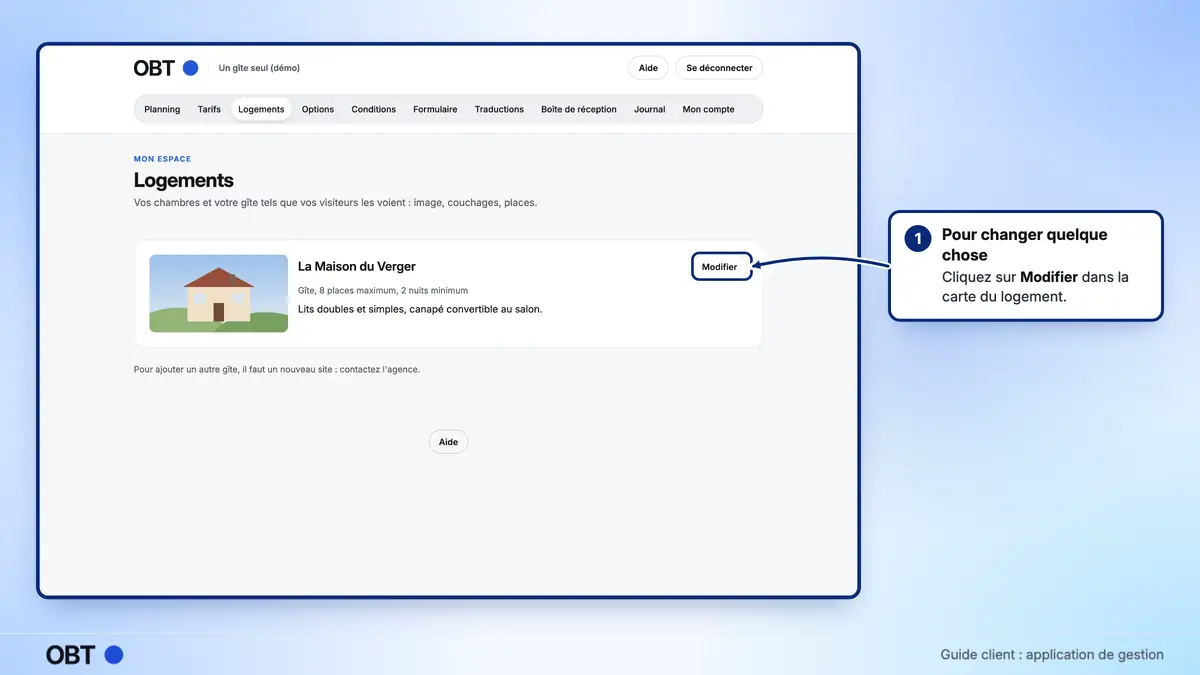 OBT
Un gîte seul (démo)
Aide
Se déconnecter
Planning
Tarifs
Logements
Options
Conditions
Formulaire
Traductions
Boîte de réception
Journal
Mon compte
MON ESPACE
Logements
Vos chambres et votre gîte tels que vos visiteurs les voient : image, couchages, places.
La Maison du Verger
Gîte, 8 places maximum, 2 nuits minimum
Lits doubles et simples, canapé convertible au salon.
Modifier
Pour ajouter un autre gîte, il faut un nouveau site : contactez l'agence.
Aide
1
Pour changer quelque
chose
Cliquez sur Modifier dans la
carte du logement.
OBT
Guide client : application de gestion